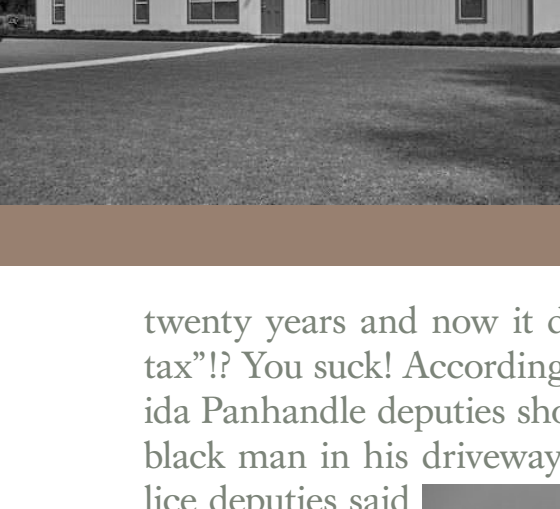 twenty years and now it
tax”!? You suck! According
ida Panhandle deputies
black man in his driveway
lice deputies said